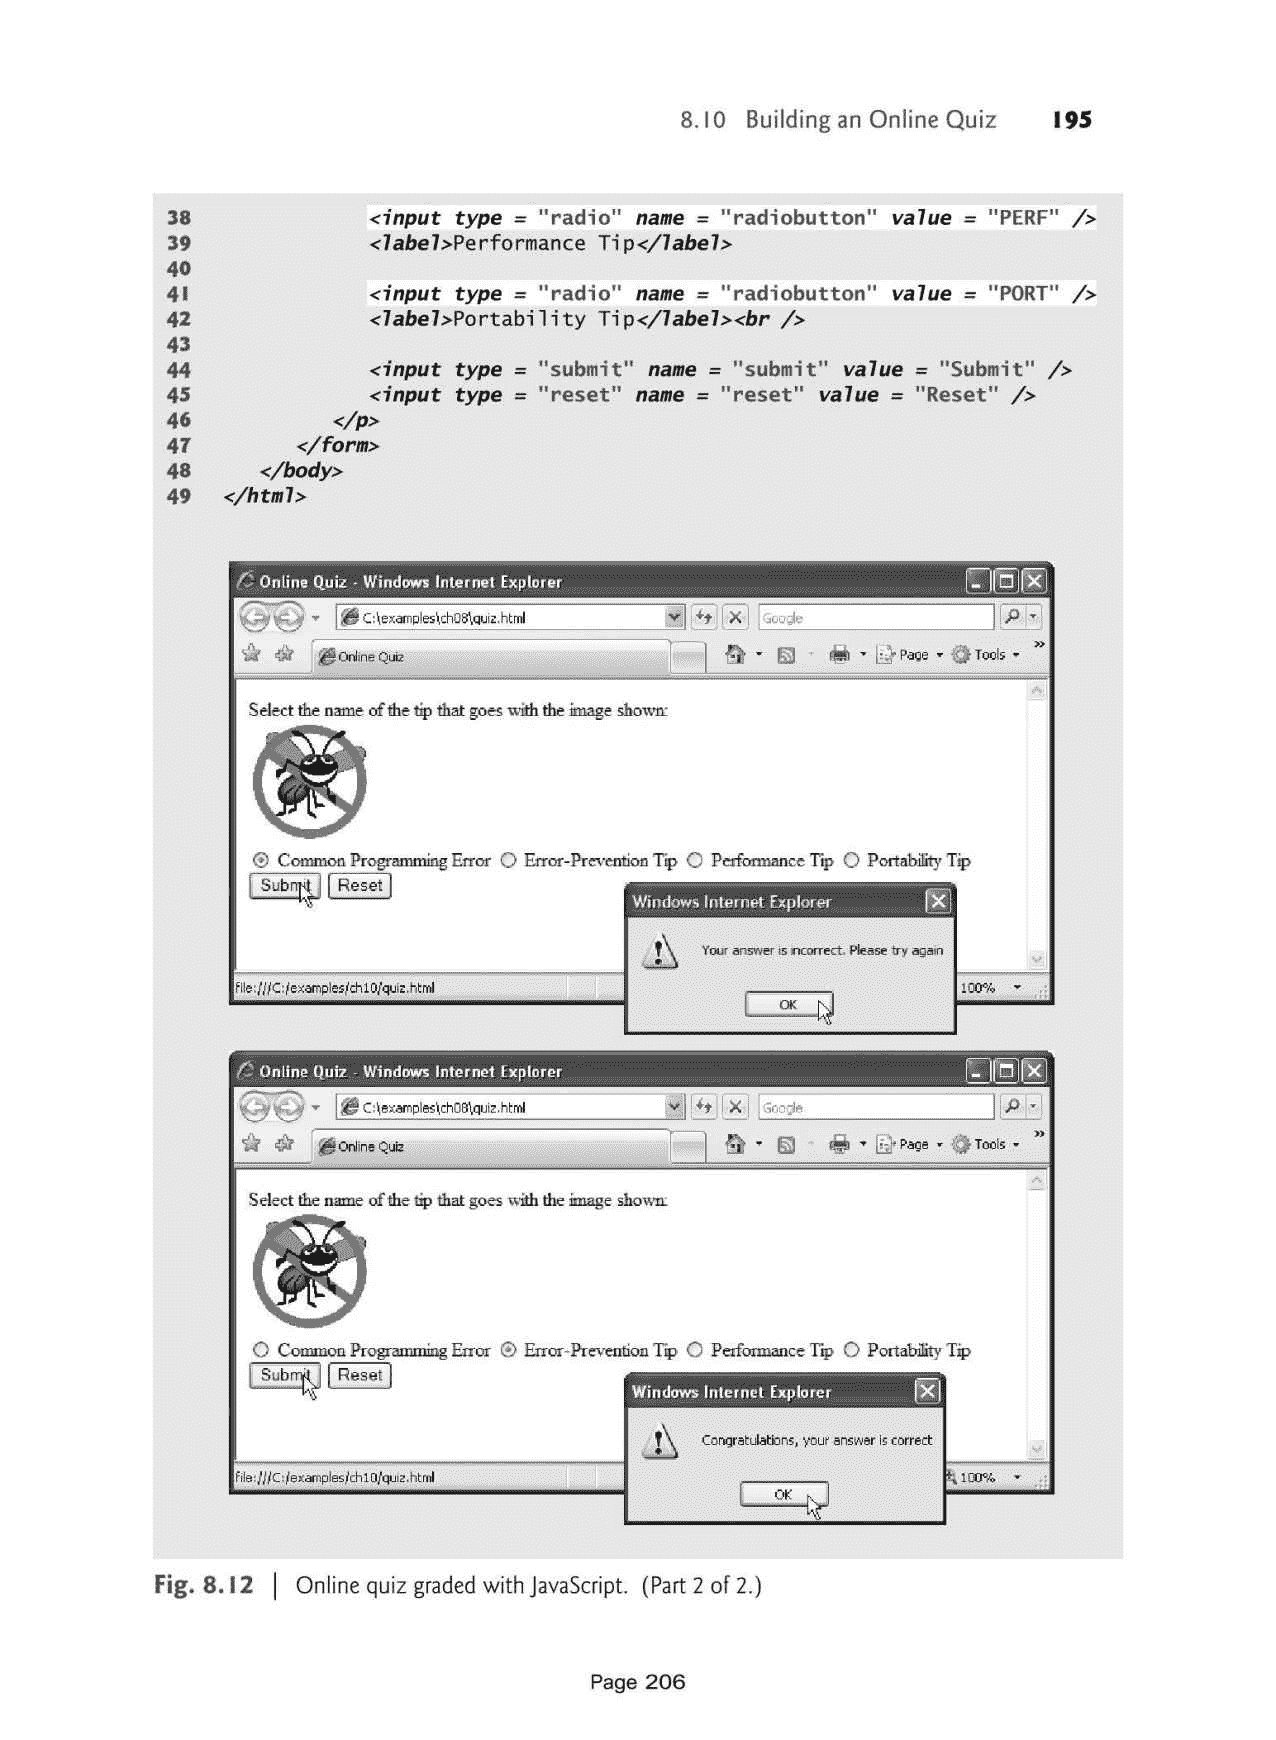 8.10 Building an Online Quiz 195
38 <input type = "radio" name = "radiobutton" value = "PERF" />
39 <label>Performance Tip</label>
40
41 <input type = "radio" name = "radiobutton" value = "PORT" />
42 <label>Portability Tip</label><br />
43
44 <input type = "submit" name = "submit" value = "Submit" />
45 <input type = "reset" name = "reset" value = "Reset" />
46 </p>
47 </form>
48 </body>
49 </html>
Online Quiz - Windows Internet Explorer
C:\examples\ch08\quiz.html Google
Online Quiz Page Tools »
Select the name of the tip that goes with the image shown:
Common Programming Error Error-Prevention Tip Performance Tip Portability Tip
Submit Reset
Windows Internet Explorer
Your answer is incorrect. Please try again
file:///C:/examples/ch10/quiz.html 100%
OK
Online Quiz - Windows Internet Explorer
C:\examples\ch08\quiz.html Google
Online Quiz Page Tools »
Select the name of the tip that goes with the image shown:
Common Programming Error Error-Prevention Tip Performance Tip Portability Tip
Submit Reset
Windows Internet Explorer
Congratulations, your answer is correct
file:///C:/examples/ch10/quiz.html 100%
OK
Fig. 8.12 | Online quiz graded with JavaScript. (Part 2 of 2.)
Page 206